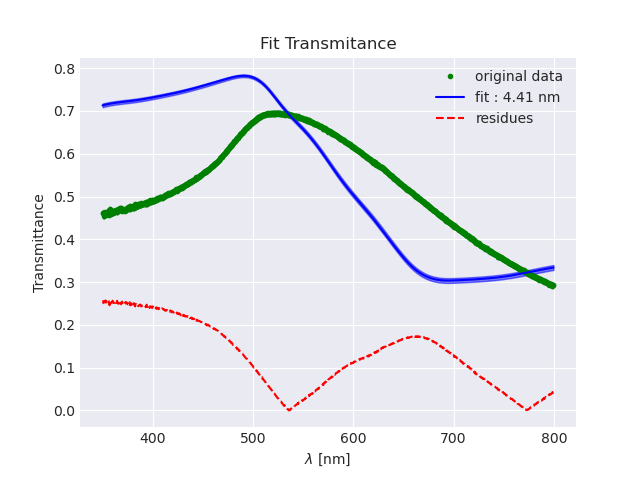 Fit Transmitance
original data
fit : 4.41 nm
residues
Transmittance
0.8
0.7
0.6
0.5
0.4
0.3
0.2
0.1
0.0
400 500 600 700 800
λ [nm]